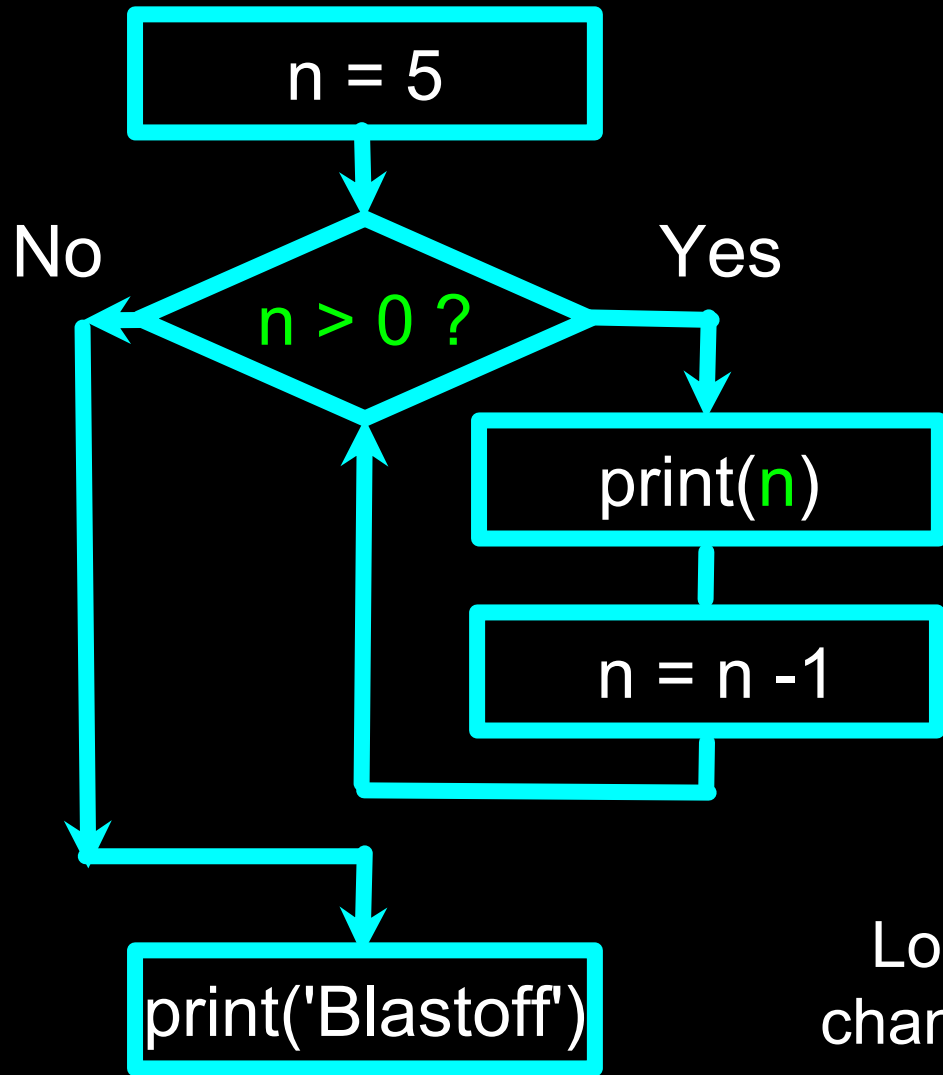 n = 5
No
Yes
n > 0 ?
print(n)
n = n -1
print('Blastoff')